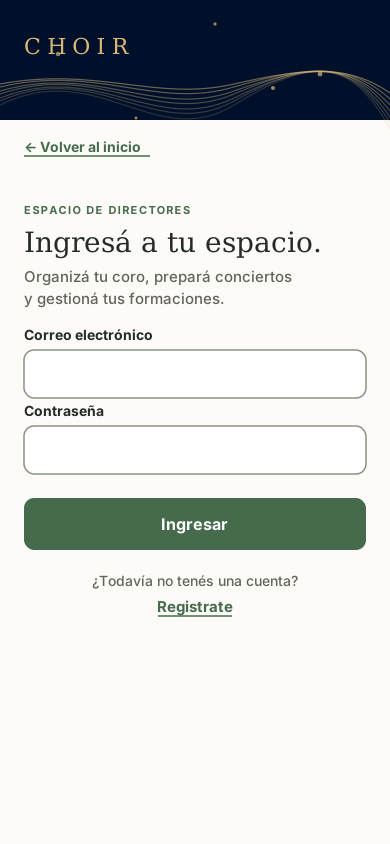 CHOIR
← Volver al inicio
ESPACIO DE DIRECTORES
Ingresá a tu espacio.
Organizá tu coro, prepará conciertos
y gestioná tus formaciones.
Correo electrónico
Contraseña
Ingresar
¿Todavía no tenés una cuenta?
Registrate